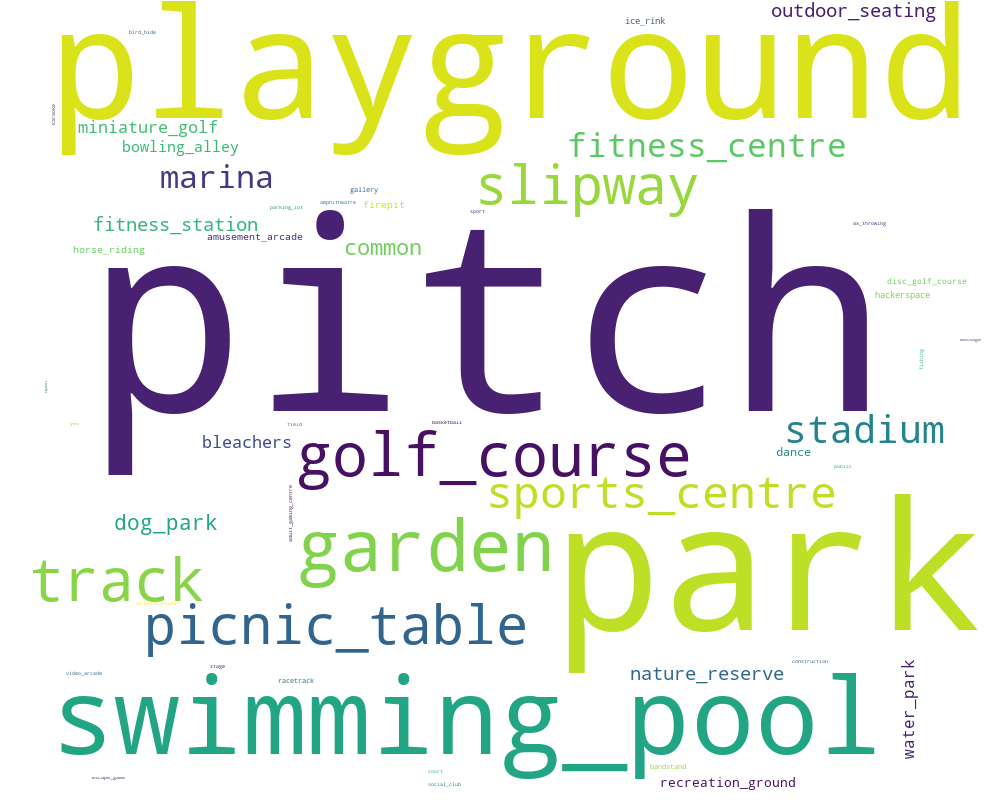 outdoor_seating
ice_rink
bird_hide
playground
karaoke
miniature_golf
bowling_alley
fitness_centre
marina
slipway
gallery
amphitheatre
parking_lot
firepit
sport
fitness_station
amusement_arcade
common
horse_riding
ax_throwing
pitch
disc_golf_course
hackerspace
massage
fishing
yes
field
basketball
bleachers
golf_course
stadium
dance
public
sports_centre
adult_gaming_centre
dog_park
garden
park
track
picnic_table
stage
video_arcade
racetrack
nature_reserve
construction
water_park
swimming_pool
bandstand
court
escape_game
social_club
recreation_ground